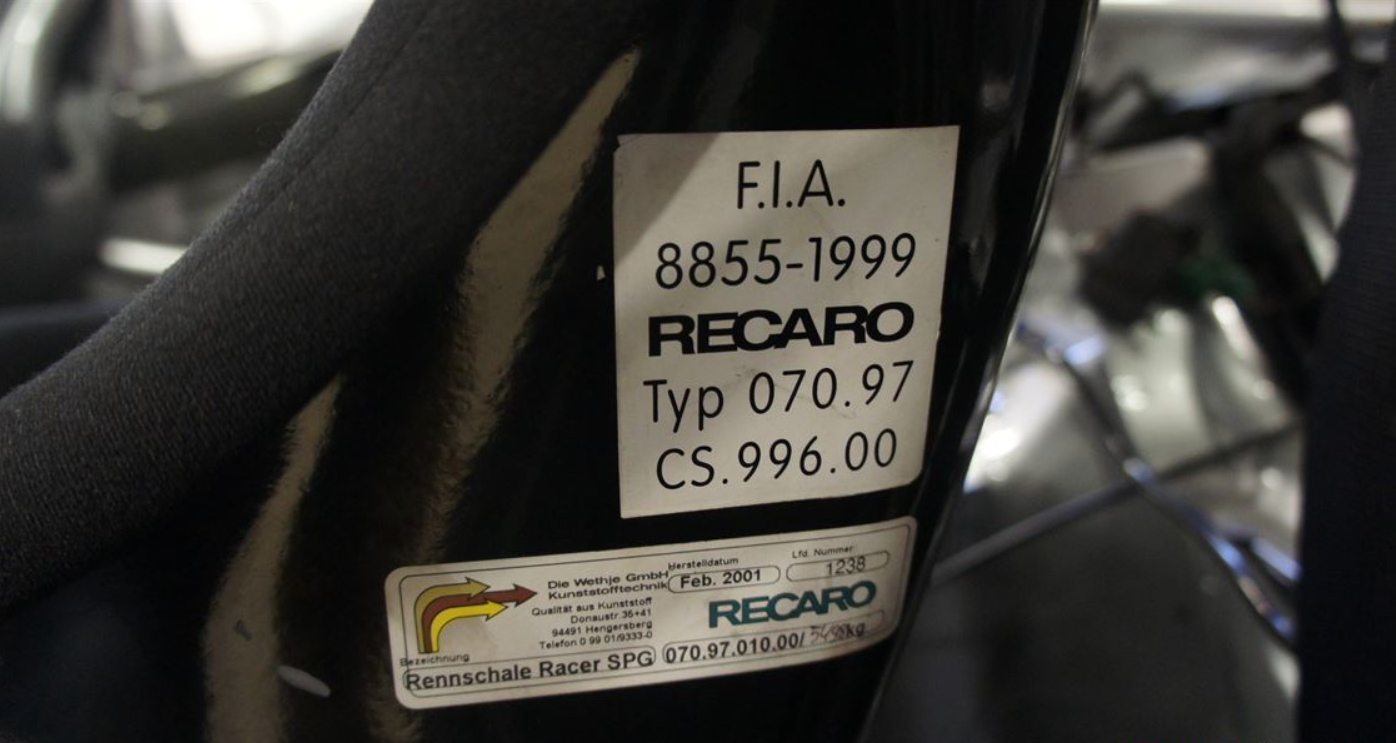 F.I.A.
8855-1999
RECARO
Typ 070.97
CS.996.00
Die Wethje GmbH
Kunststofftechnik
Qualität aus Kunststoff
Donaustr.35+41
94491 Hengersberg
Telefon 0 99 01/9333-0
Herstelldatum
Feb. 2001
Lfd. Nummer
1238
RECARO
Bezeichnung
Rennschale Racer SPG
070.97.010.00/ kg